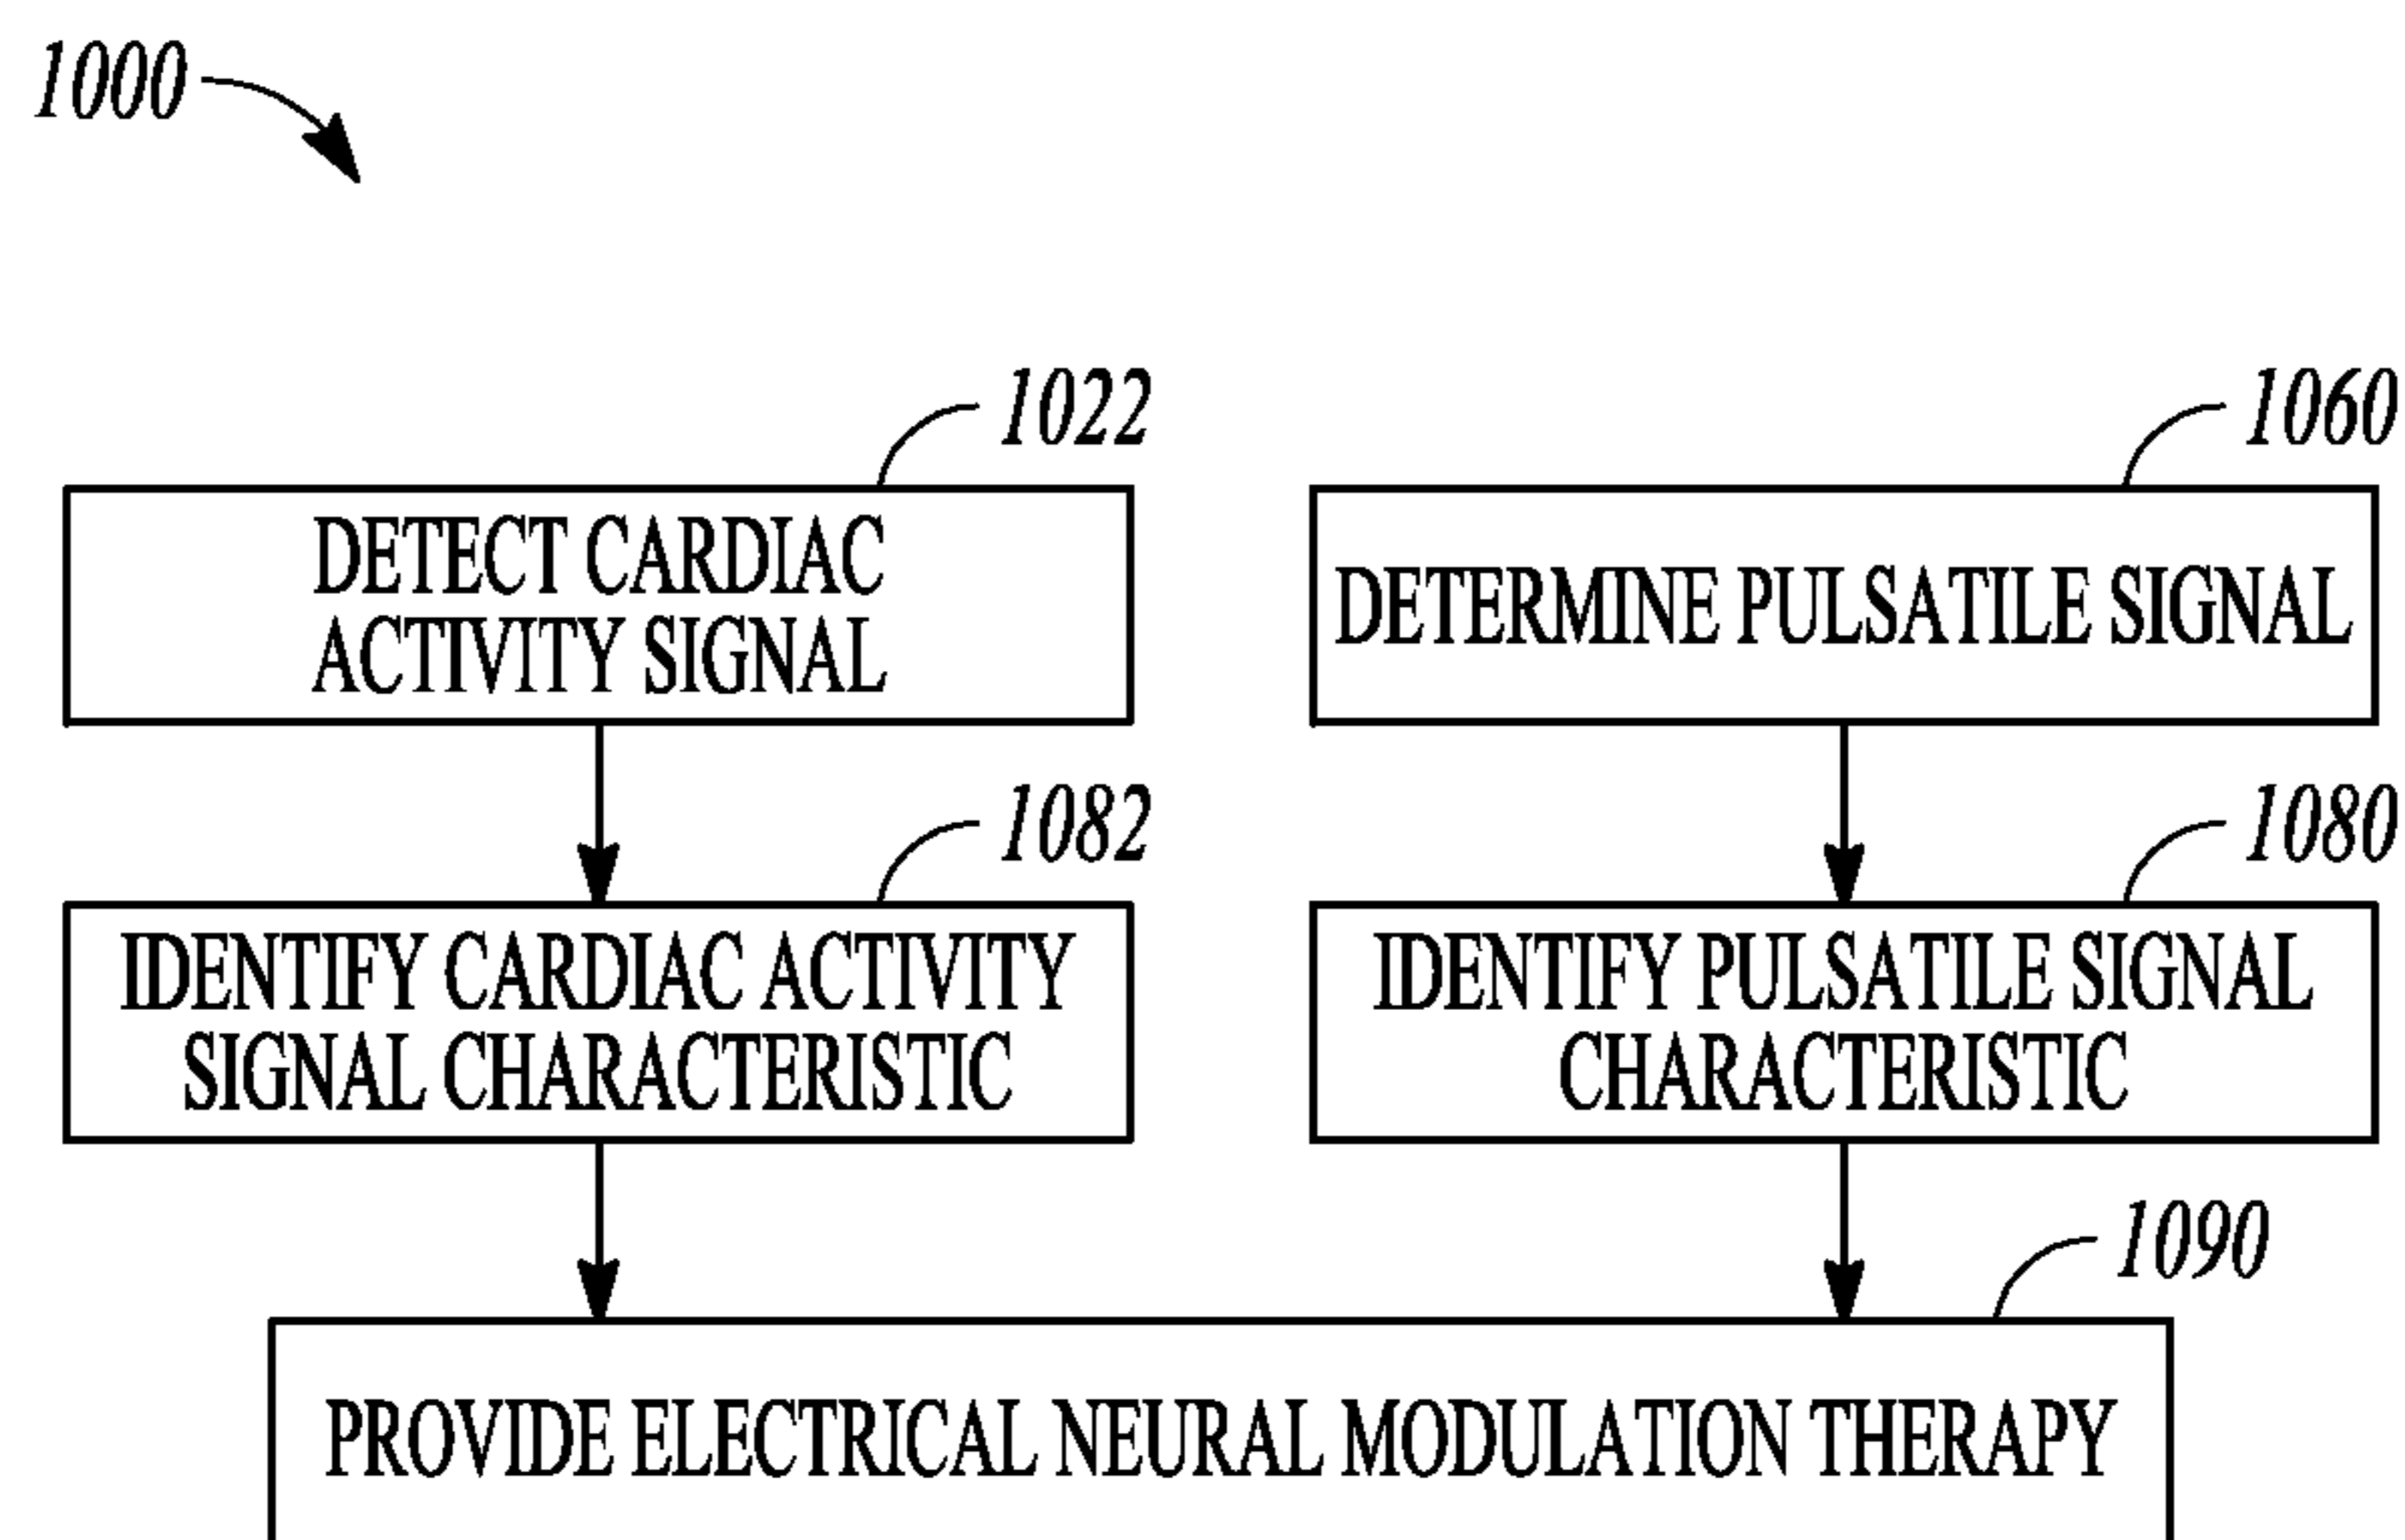 1000
1022
1060
DETECT CARDIAC
ACTIVITY SIGNAL
DETERMINE PULSATILE SIGNAL
1082
1080
IDENTIFY CARDIAC ACTIVITY
SIGNAL CHARACTERISTIC
IDENTIFY PULSATILE SIGNAL
CHARACTERISTIC
1090
PROVIDE ELECTRICAL NEURAL MODULATION THERAPY